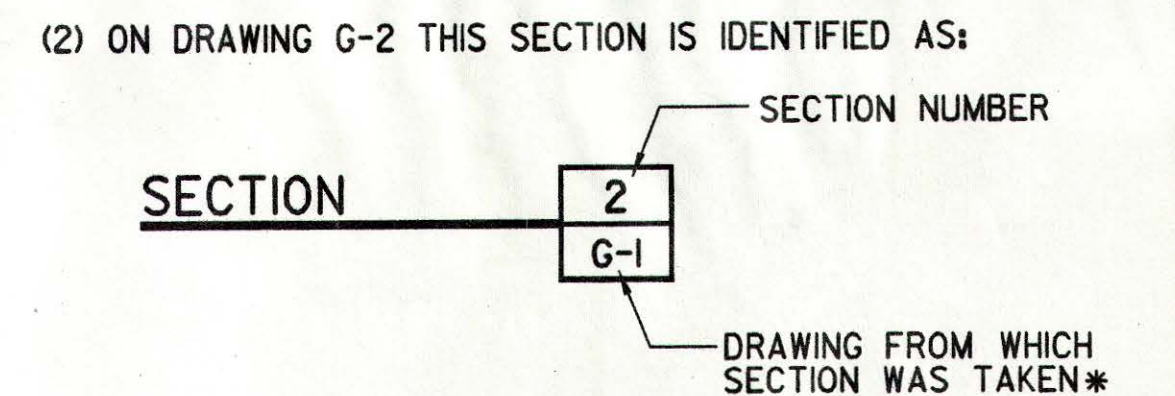 (2) ON DRAWING G-2 THIS SECTION IS IDENTIFIED AS:
SECTION NUMBER
SECTION
2
G-1
DRAWING FROM WHICH
SECTION WAS TAKEN*